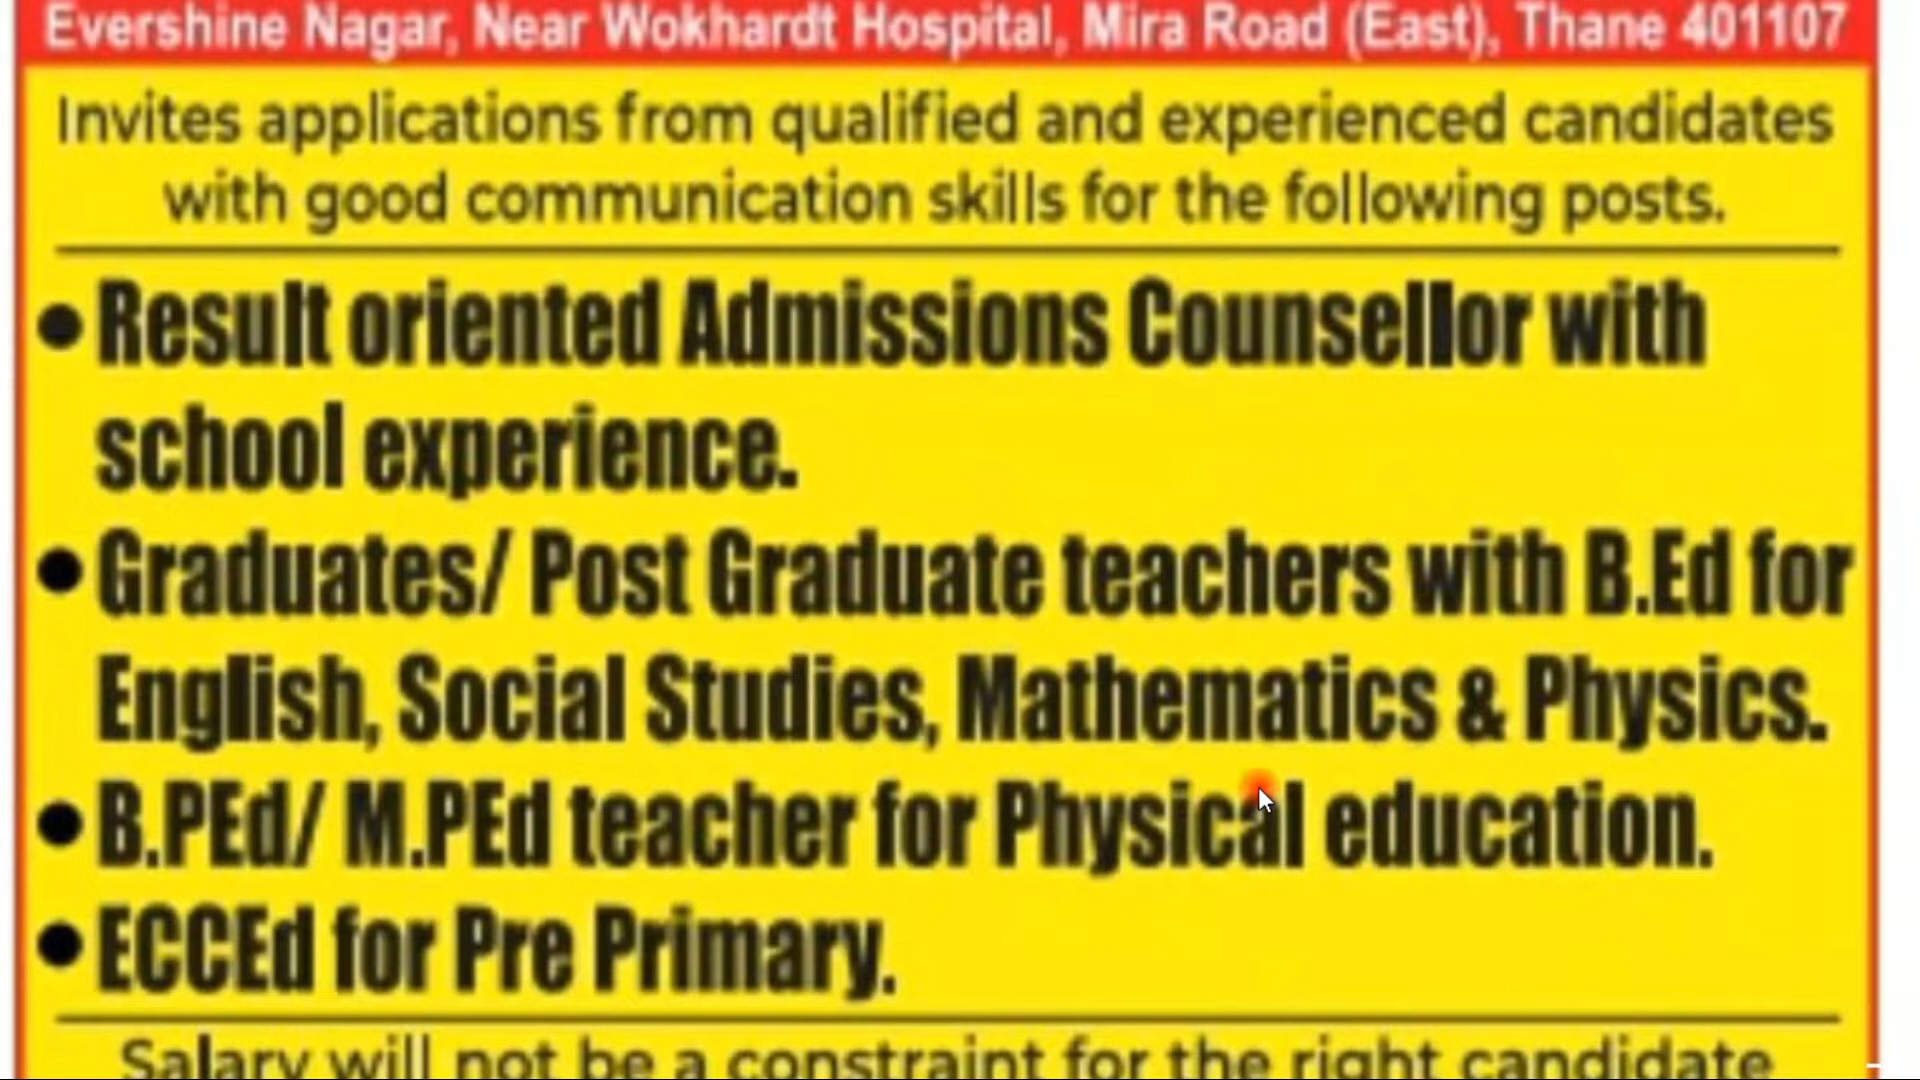 Evershine Nagar, Near Wokhardt Hospital, Mira Road (East), Thane 401107
Invites applications from qualified and experienced candidates
with good communication skills for the following posts.
• Result oriented Admissions Counsellor with
school experience.
• Graduates/ Post Graduate teachers with B.Ed for
English, Social Studies, Mathematics & Physics.
• B.PEd/ M.PEd teacher for Physical education.
• ECCEd for Pre Primary.
Salary will not be a constraint for the right candidate